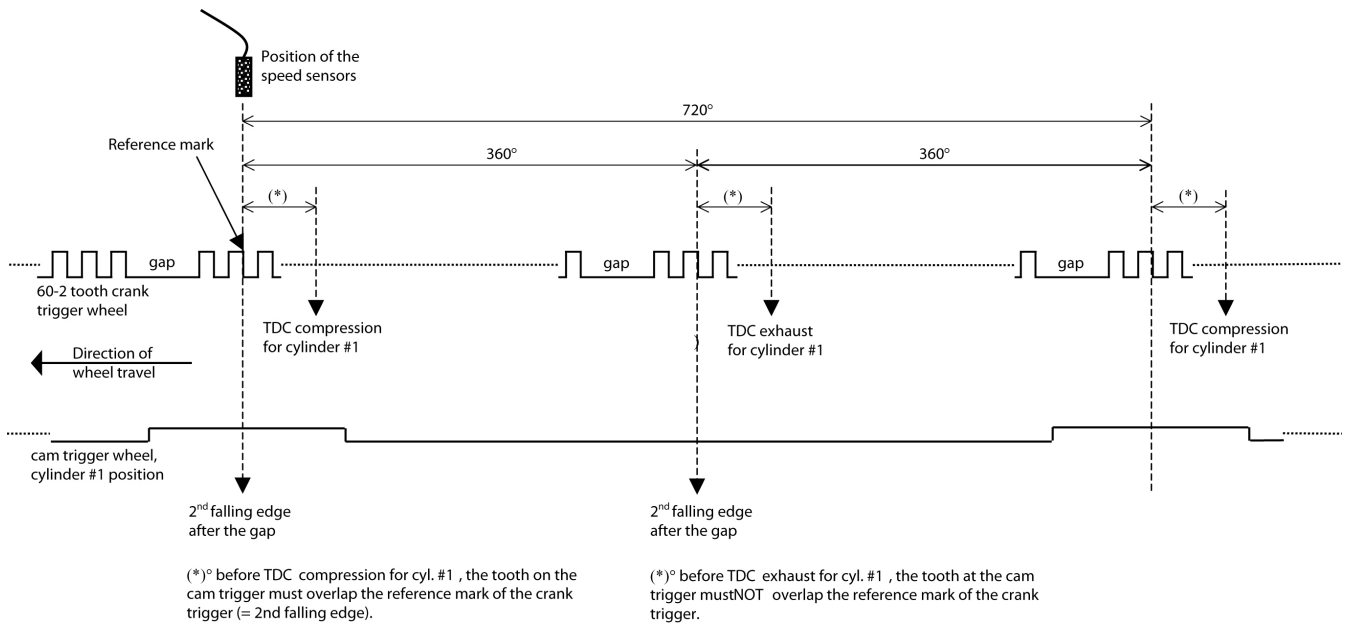 Position of the
speed sensors
720°
Reference mark
360°
360°
(*)
(*)
(*)
gap
gap
gap
60-2 tooth crank
trigger wheel
TDC compression
for cylinder #1
TDC exhaust
for cylinder #1
TDC compression
for cylinder #1
Direction of
wheel travel
cam trigger wheel,
cylinder #1 position
2nd falling edge
after the gap
2nd falling edge
after the gap
(*)° before TDC compression for cyl. #1 , the tooth on the
cam trigger must overlap the reference mark of the crank
trigger (= 2nd falling edge).
(*)° before TDC exhaust for cyl. #1 , the tooth at the cam
trigger mustNOT overlap the reference mark of the crank
trigger.